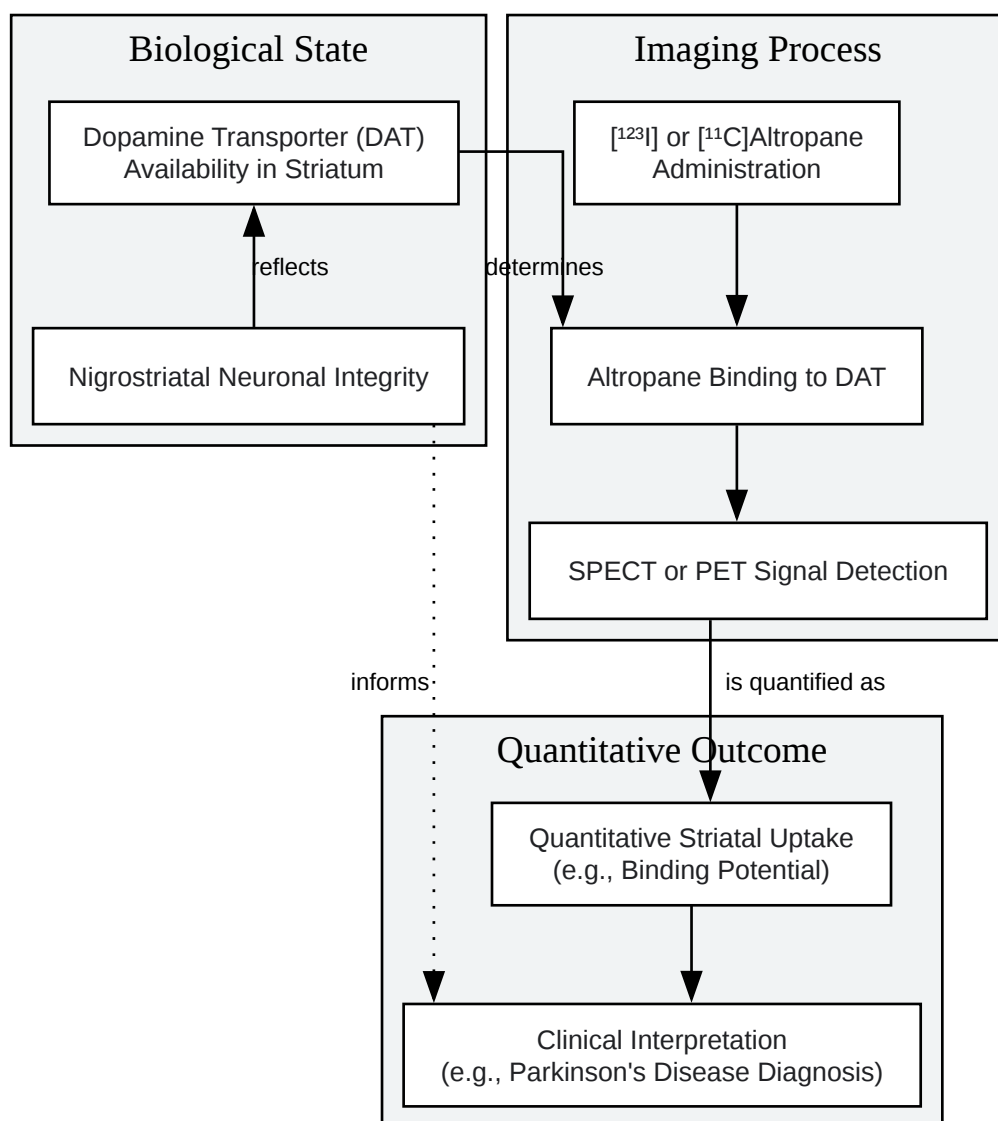 Biological State
Dopamine Transporter (DAT)
Availability in Striatum
reflects
Nigrostriatal Neuronal Integrity
determines
Imaging Process
[¹²³I] or [¹¹C]Altropane
Administration
Altropane Binding to DAT
SPECT or PET Signal Detection
informs
is quantified as
Quantitative Outcome
Quantitative Striatal Uptake
(e.g., Binding Potential)
Clinical Interpretation
(e.g., Parkinson's Disease Diagnosis)